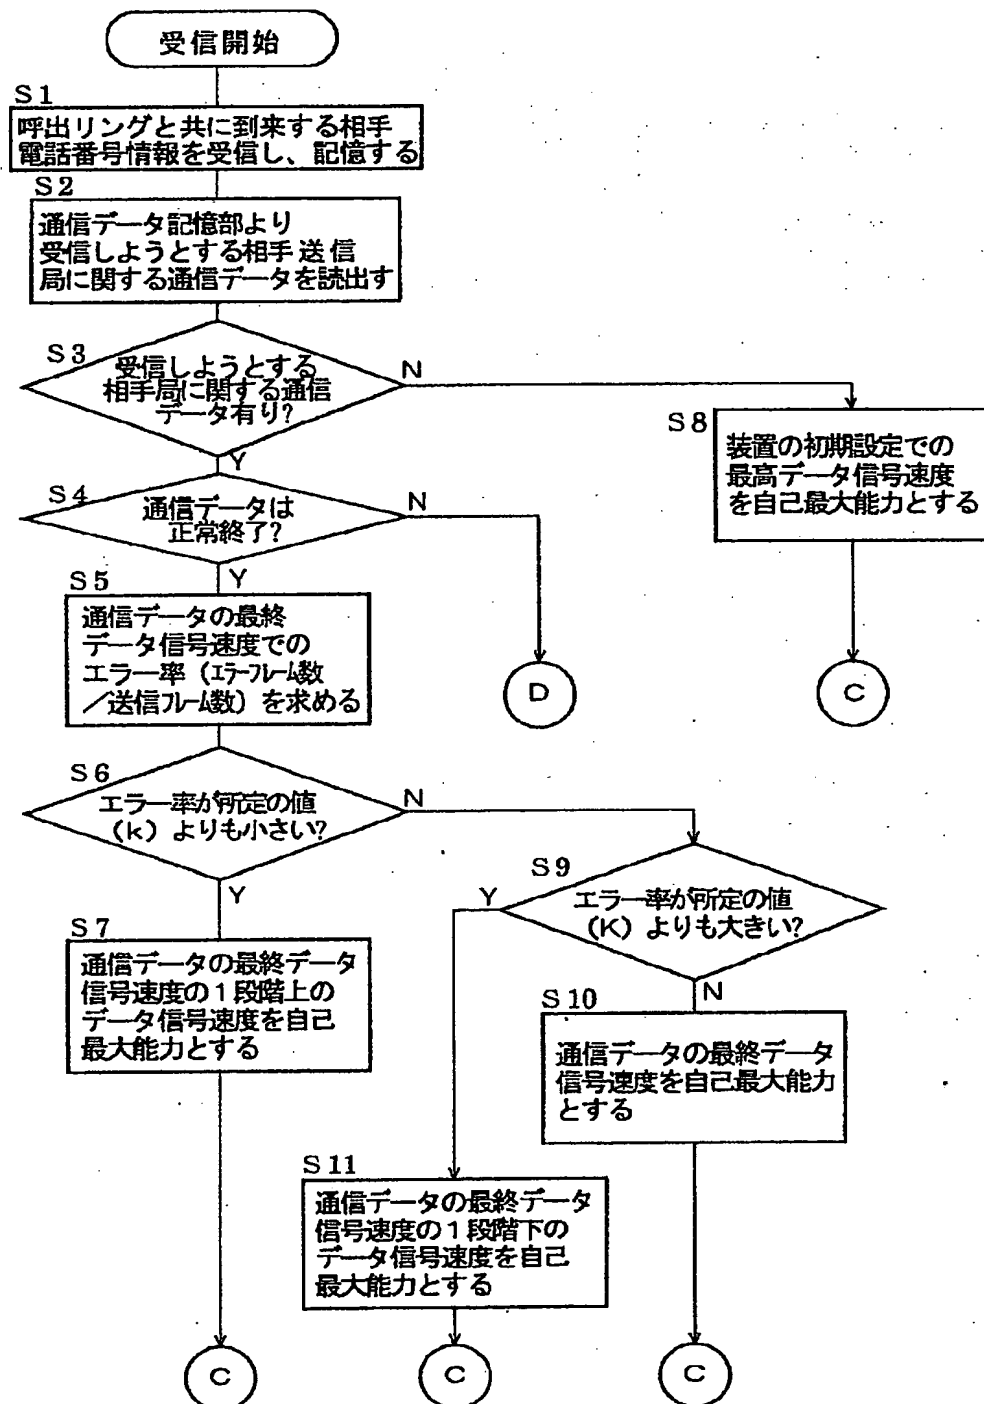 受信開始
S1
呼出リングと共に到来する相手
電話番号情報を受信し、記憶する
S2
通信データ記憶部より
受信しようとする相手送信
局に関する通信データを読出す
S3
受信しようとする
相手局に関する通信
データ有り?
N
Y
S8
装置の初期設定での
最高データ信号速度
を自己最大能力とする
S4
通信データは
正常終了?
N
Y
S5
通信データの最終
データ信号速度での
エラー率(エラーフレーム数
/送信フレーム数)を求める
D
C
S6
エラー率が所定の値
(k)よりも小さい?
N
Y
S9
エラー率が所定の値
(K)よりも大きい?
Y
N
S7
通信データの最終データ
信号速度の1段階上の
データ信号速度を自己
最大能力とする
S10
通信データの最終データ
信号速度を自己最大能力
とする
S11
通信データの最終データ
信号速度の1段階下の
データ信号速度を自己
最大能力とする
C
C
C